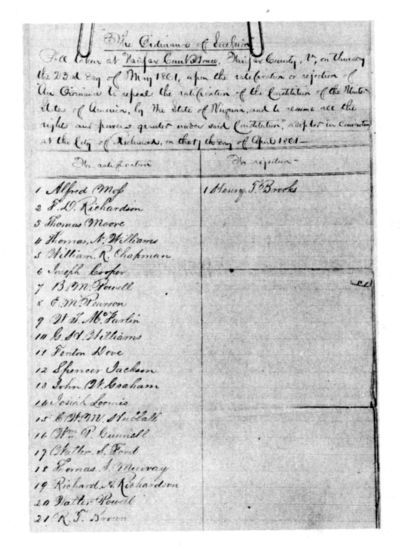 The Ordinance of Secession
Poll taken at Fairfax Court House, Fairfax County, Va, on Thursday
the 23rd day of May 1861, upon the ratification or rejection of
An Ordinance to repeal the ratification of the Constitution of the United
States of America, by the State of Virginia, and to resume all the
rights and powers granted under said Constitution," adopted in Convention
at the City of Richmond, on the 17th day of April 1861—
For ratification
For rejection—
1 Alfred Moss
1 Henry T. Brooks
2 F. D. Richardson
3 Thomas Moore
4 Thomas N. Williams
5 William R. Chapman
6 Joseph Cooper
7 B. M. Powell
8 C. M. Pearson
9 W. T. McFarlin
10 G. W. Williams
11 Fenton Dove
12 Spencer Jackson
13 John W. Graham
14 Josiah Loomis
15 C. W. M.
16 Wm P. Gunnell
17 Walter S. Ford
18 Thomas J. Murray
19 Richard A. Richardson
20 Walter Powell
21 R. T. Brown